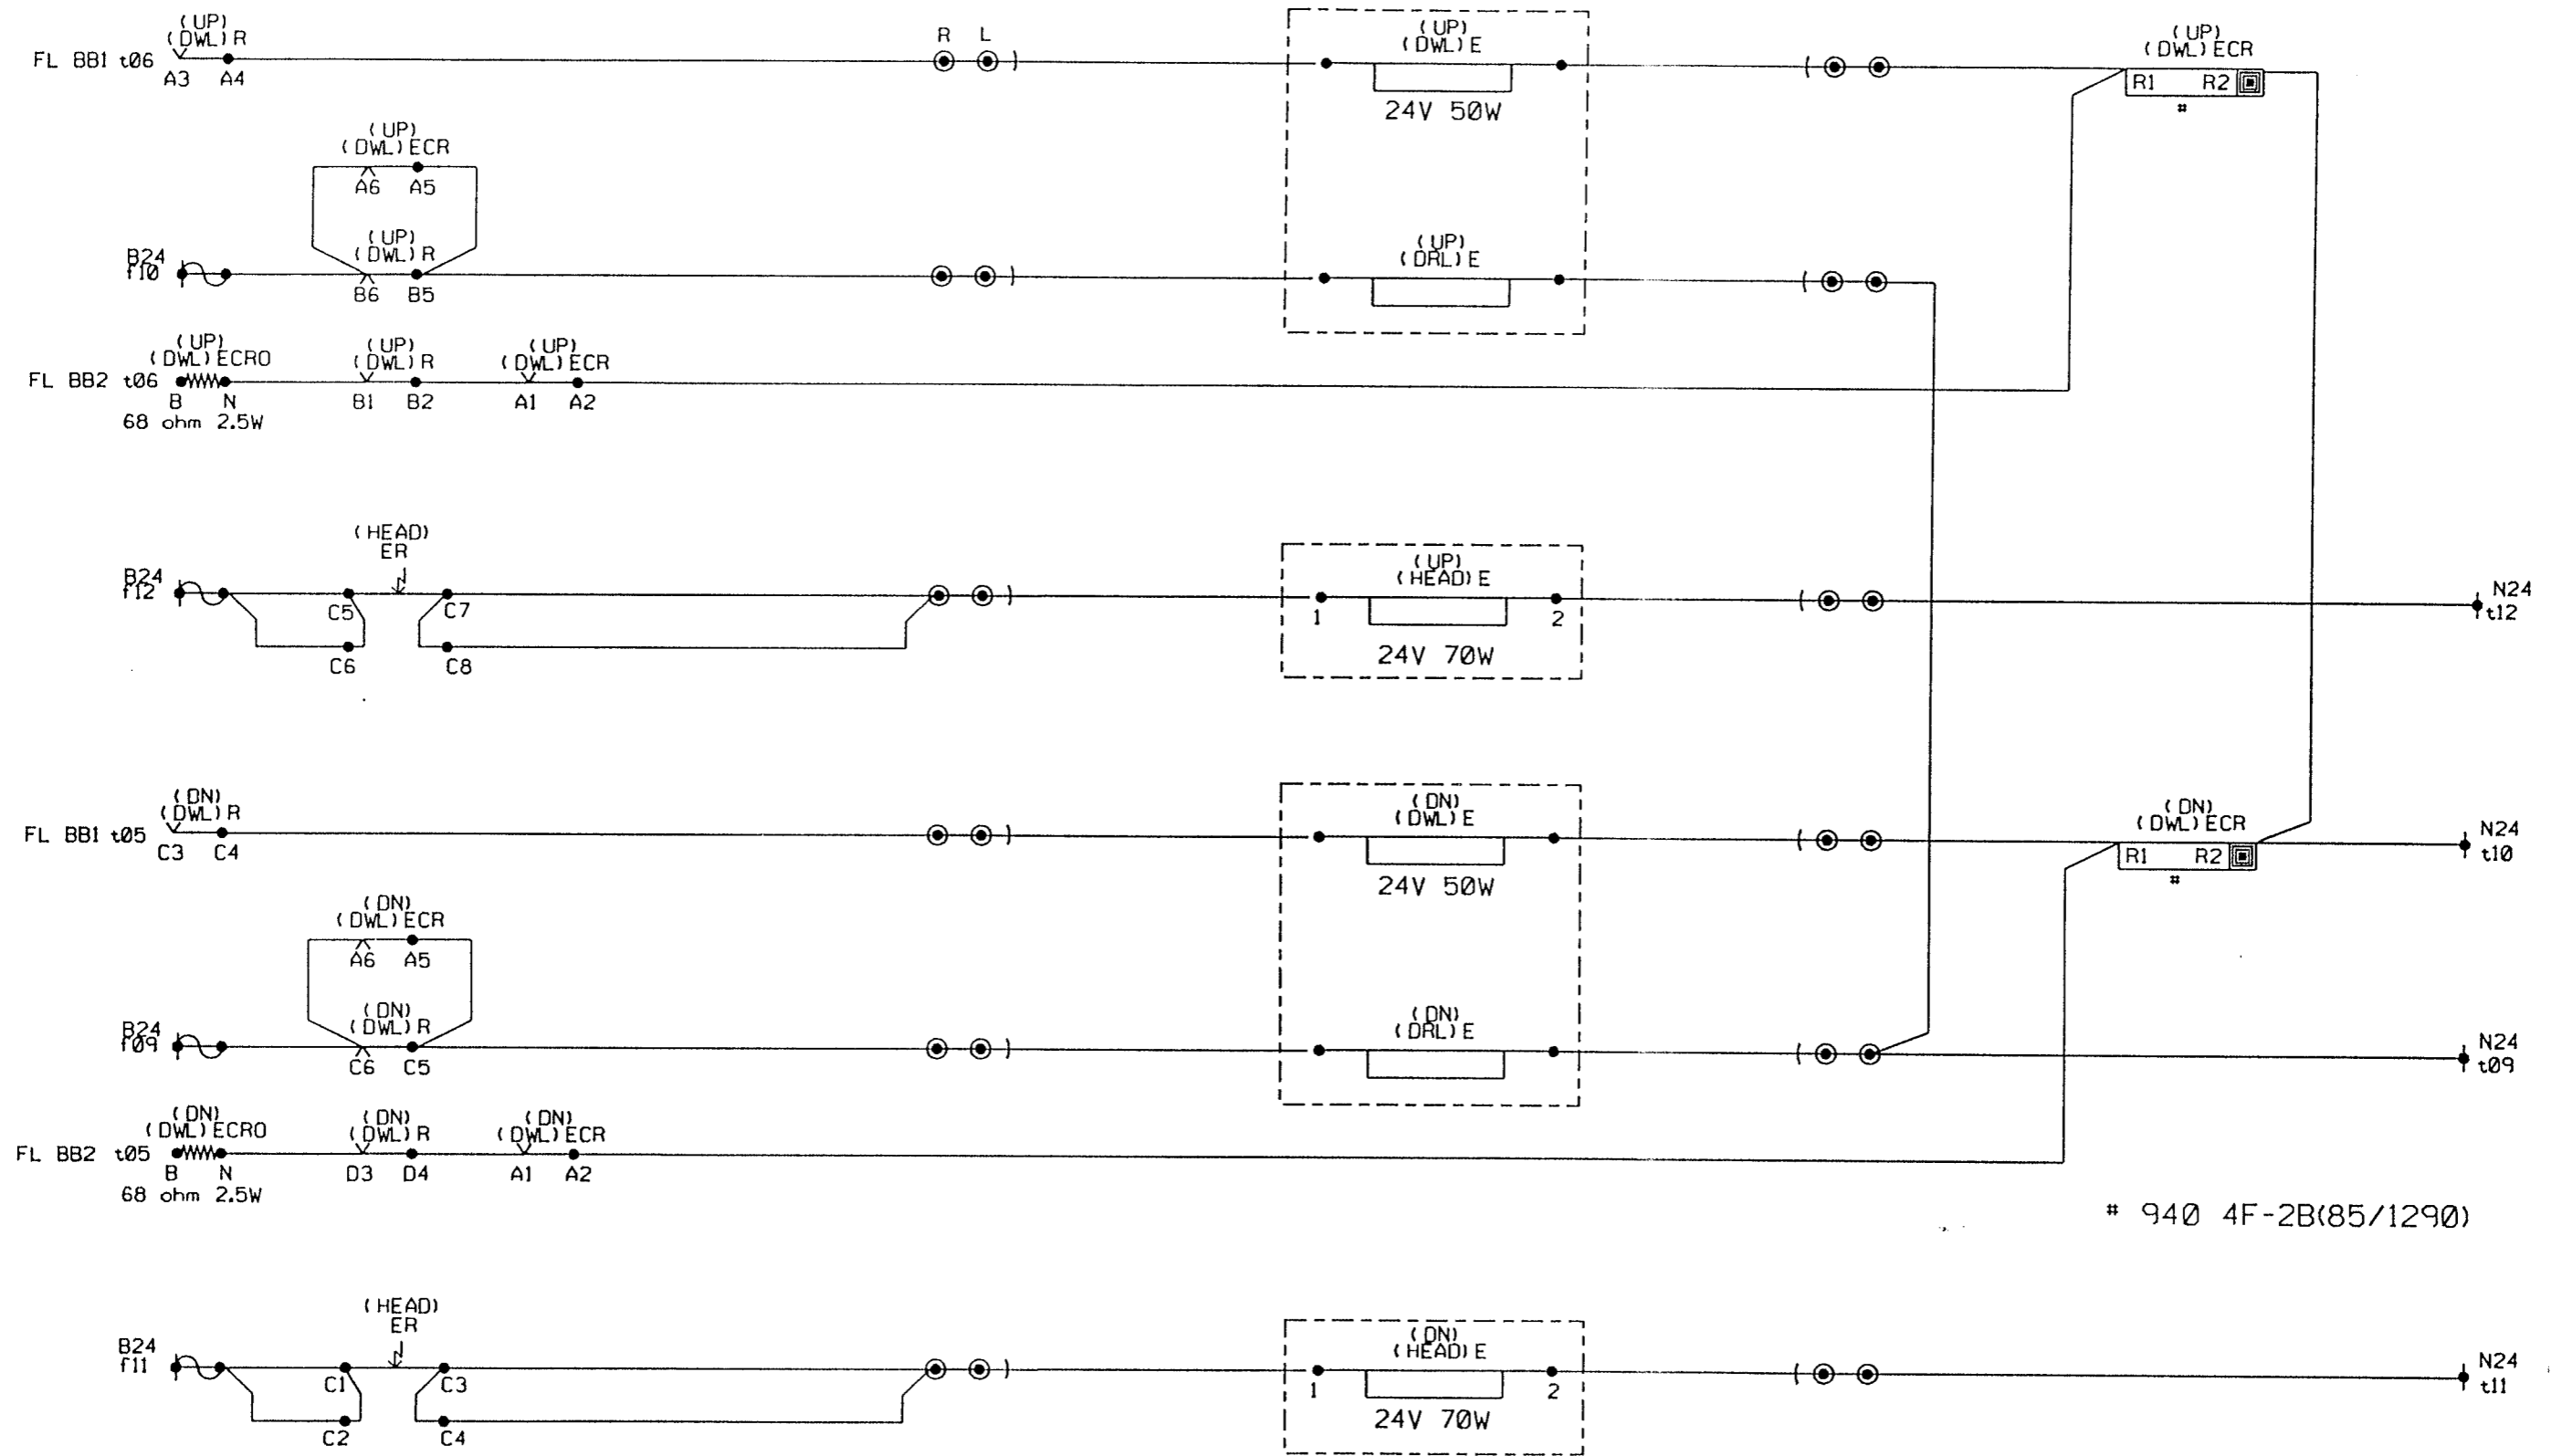 (UP)
(DWL)R
FL BB1 t06
A3 A4
R L
(UP)
(DWL)E
24V 50W
(UP)
(DWL)ECR
R1 R2
#
(UP)
(DWL)ECR
A6 A5
B24
f10
(UP)
(DWL)R
B6 B5
(UP)
(DRL)E
FL BB2 t06
(UP)
(DWL)ECRO
B N
68 ohm 2.5W
(UP)
(DWL)R
B1 B2
(UP)
(DWL)ECR
A1 A2
B24
f12
(HEAD)
ER
C5 C7
C6 C8
(UP)
(HEAD)E
1 2
24V 70W
N24
t12
(DN)
(DWL)R
FL BB1 t05
C3 C4
(DN)
(DWL)E
24V 50W
(DN)
(DWL)ECR
R1 R2
#
N24
t10
(DN)
(DWL)ECR
A6 A5
B24
f09
(DN)
(DWL)R
C6 C5
(DN)
(DRL)E
N24
t09
FL BB2 t05
(DN)
(DWL)ECRO
B N
68 ohm 2.5W
(DN)
(DWL)R
D3 D4
(DN)
(DWL)ECR
A1 A2
# 940 4F-2B(85/1290)
B24
f11
(HEAD)
ER
C1 C3
C2 C4
(DN)
(HEAD)E
1 2
24V 70W
N24
t11